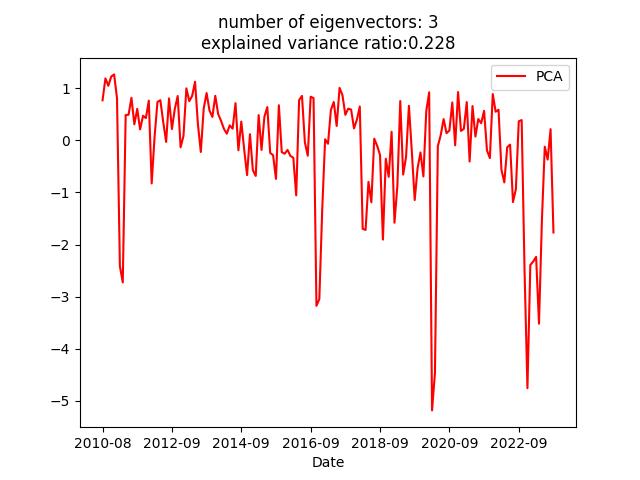 number of eigenvectors: 3
explained variance ratio:0.228
PCA
1
0
−1
−2
−3
−4
−5
2010-08 2012-09 2014-09 2016-09 2018-09 2020-09 2022-09
Date